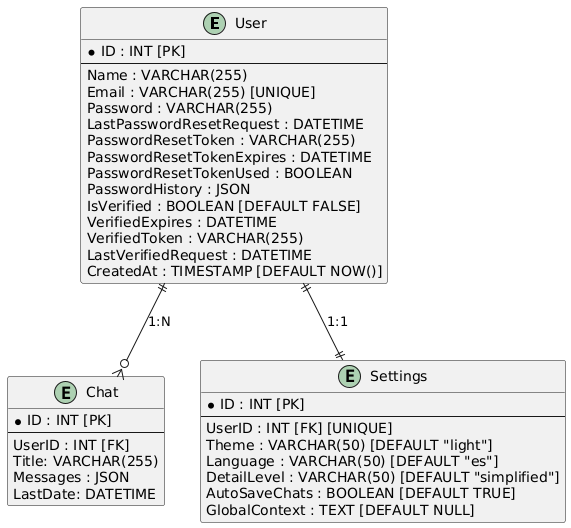 E User
* ID : INT [PK]
Name : VARCHAR(255)
Email : VARCHAR(255) [UNIQUE]
Password : VARCHAR(255)
LastPasswordResetRequest : DATETIME
PasswordResetToken : VARCHAR(255)
PasswordResetTokenExpires : DATETIME
PasswordResetTokenUsed : BOOLEAN
PasswordHistory : JSON
IsVerified : BOOLEAN [DEFAULT FALSE]
VerifiedExpires : DATETIME
VerifiedToken : VARCHAR(255)
LastVerifiedRequest : DATETIME
CreatedAt : TIMESTAMP [DEFAULT NOW()]
1:N
1:1
E Chat
* ID : INT [PK]
UserID : INT [FK]
Title: VARCHAR(255)
Messages : JSON
LastDate: DATETIME
E Settings
* ID : INT [PK]
UserID : INT [FK] [UNIQUE]
Theme : VARCHAR(50) [DEFAULT "light"]
Language : VARCHAR(50) [DEFAULT "es"]
DetailLevel : VARCHAR(50) [DEFAULT "simplified"]
AutoSaveChats : BOOLEAN [DEFAULT TRUE]
GlobalContext : TEXT [DEFAULT NULL]